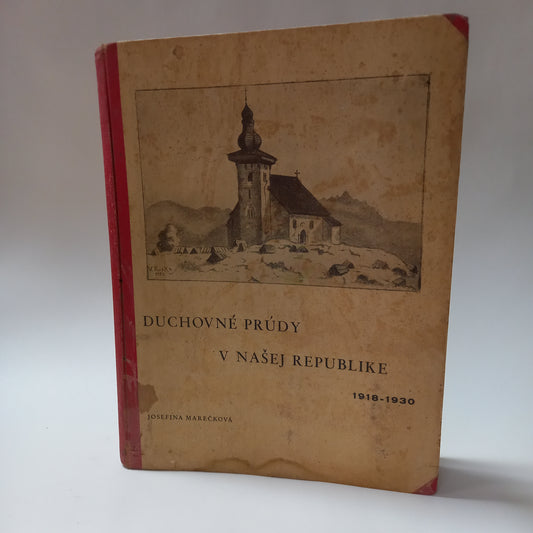 DUCHOVNÉ PRÚDY
V NAŠEJ REPUBLIKE
1918-1930
JOSEFINA MAREČKOVÁ